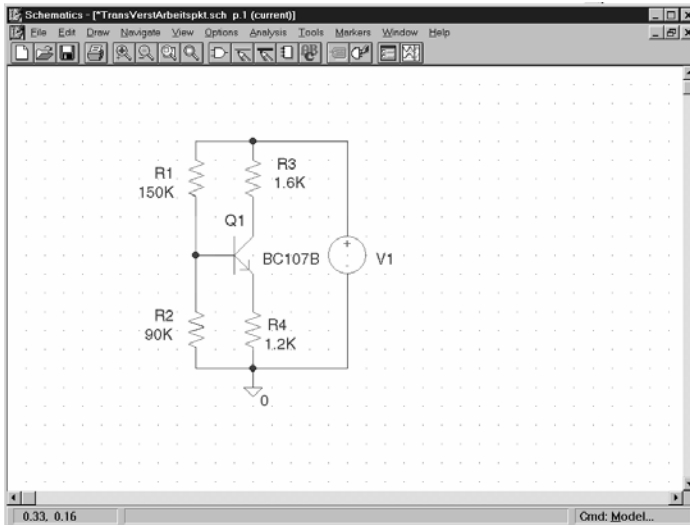 Schematics - [*TransVerstArbeitspkt.sch p.1 (current)]
File Edit Draw Navigate View Options Analysis Tools Markers Window Help
R1
150K
R3
1.6K
Q1
BC107B
V1
+
-
R2
90K
R4
1.2K
0
0.33, 0.16
Cmd: Model...